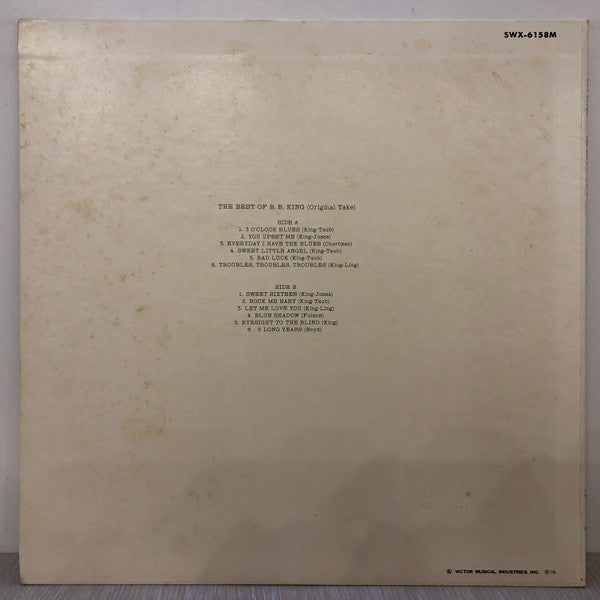 SWX-6158M
THE BEST OF B. B. KING (Original Take)
SIDE A
1. 3 O'CLOCK BLUES (King-Taub)
2. YOU UPSET ME (King-Josea)
3. EVERYDAY I HAVE THE BLUES (Chartman)
4. SWEET LITTLE ANGEL (King-Taub)
5. BAD LUCK (King-Taub)
6. TROUBLES, TROUBLES, TROUBLES (King-Ling)
SIDE B
1. SWEET SIXTEEN (King-Josea)
2. ROCK ME BABY (King-Taub)
3. LET ME LOVE YOU (King-Ling)
4. BLUE SHADOW (Fulson)
5. EYESIGHT TO THE BLIND (King)
6. 5 LONG YEARS (Boyd)
VICTOR MUSICAL INDUSTRIES, INC. Ⓟ 75